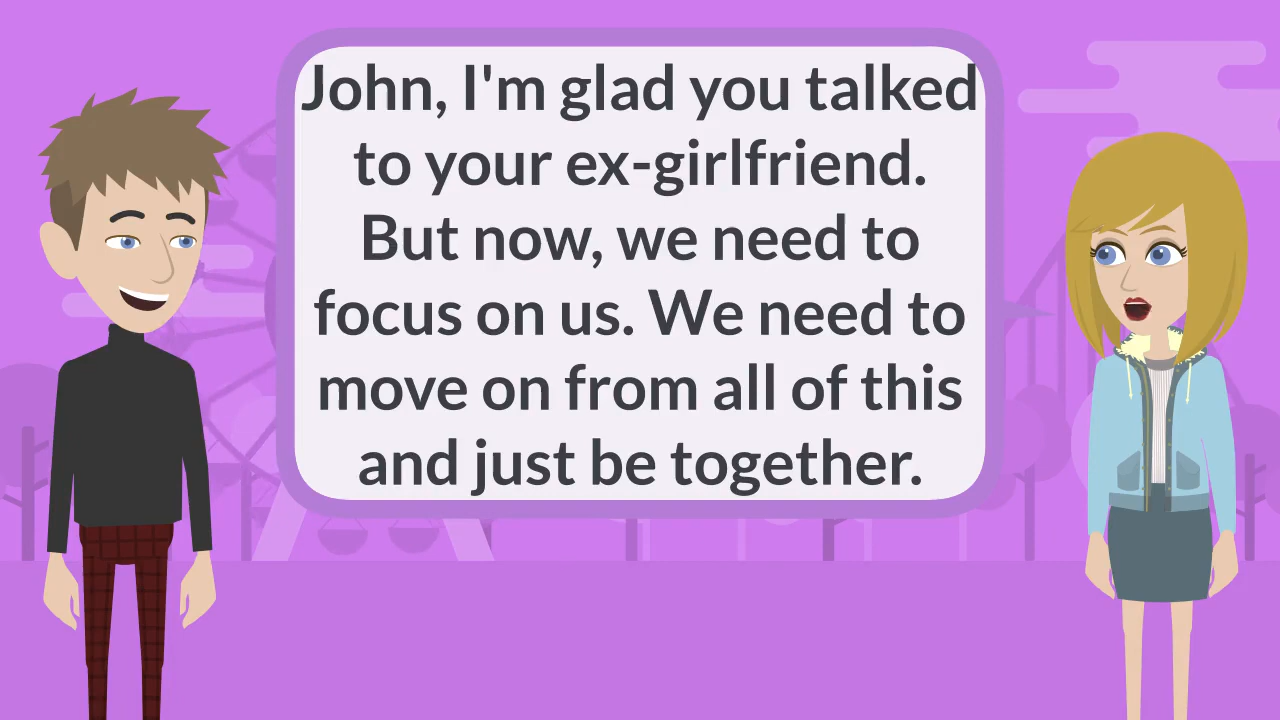 John, I'm glad you talked
to your ex-girlfriend.
But now, we need to
focus on us. We need to
move on from all of this
and just be together.